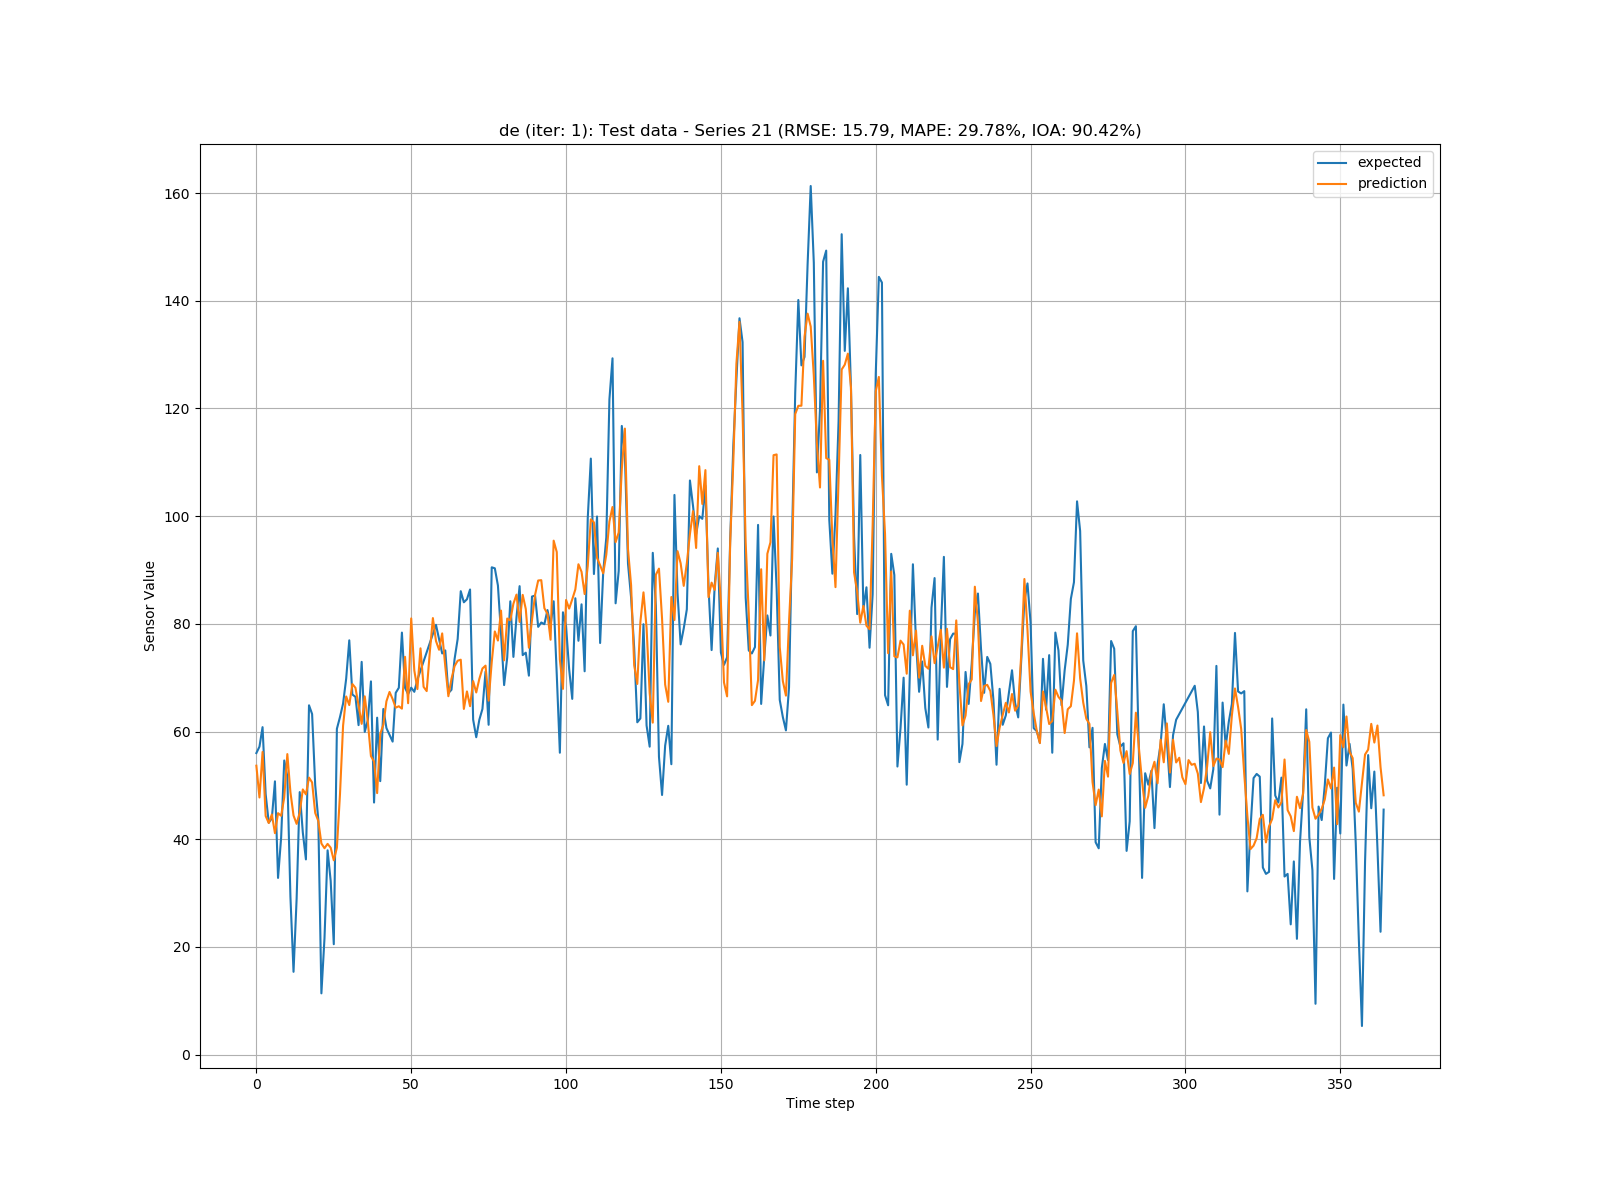 de (iter: 1): Test data - Series 21 (RMSE: 15.79, MAPE: 29.78%, IOA: 90.42%)
expected
prediction
160
140
120
100
80
60
40
20
0
Sensor Value
0 50 100 150 200 250 300 350
Time step